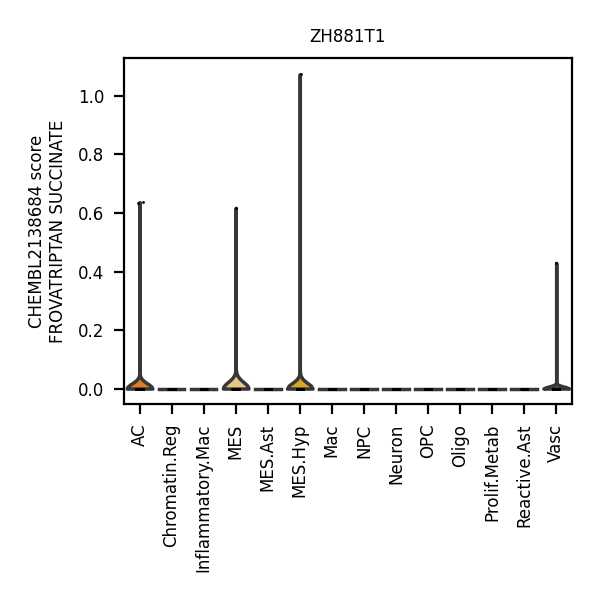 ZH881T1
CHEMBL2138684 score
FROVATRIPTAN SUCCINATE
1.0
0.8
0.6
0.4
0.2
0.0
AC
Chromatin.Reg
Inflammatory.Mac
MES
MES.Ast
MES.Hyp
Mac
NPC
Neuron
OPC
Oligo
Prolif.Metab
Reactive.Ast
Vasc